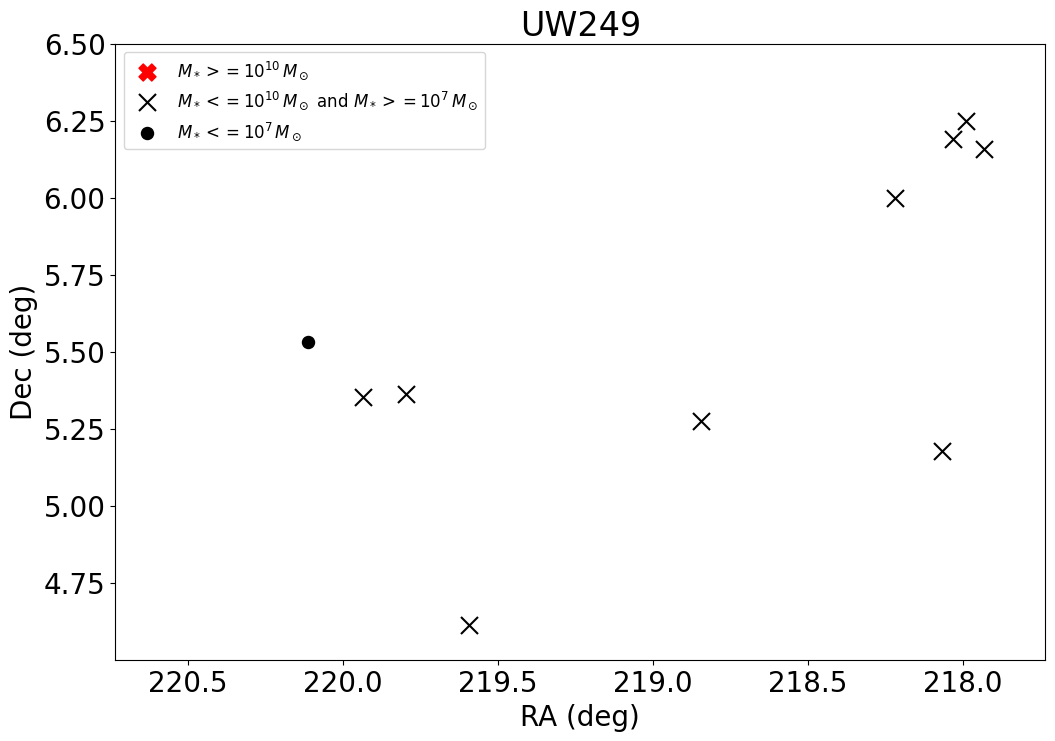 UW249
M* >= 10^10 M⊙
M* <= 10^10 M⊙ and M* >= 10^7 M⊙
M* <= 10^7 M⊙
6.50
6.25
6.00
5.75
5.50
5.25
5.00
4.75
Dec (deg)
220.5 220.0 219.5 219.0 218.5 218.0
RA (deg)